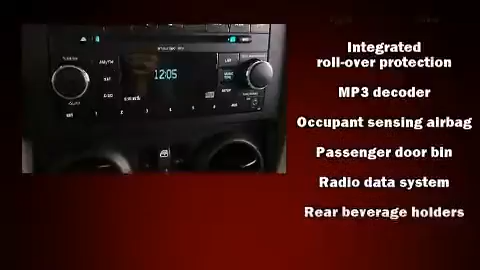 12:05
Integrated
roll-over protection
MP3 decoder
Occupant sensing airbag
Passenger door bin
Radio data system
Rear beverage holders